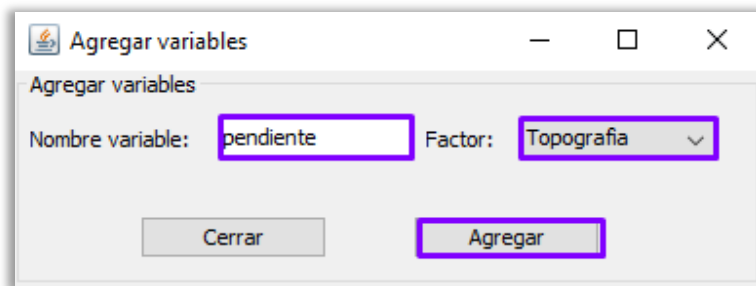 Agregar variables
Agregar variables
Nombre variable: pendiente Factor: Topografia
Cerrar Agregar